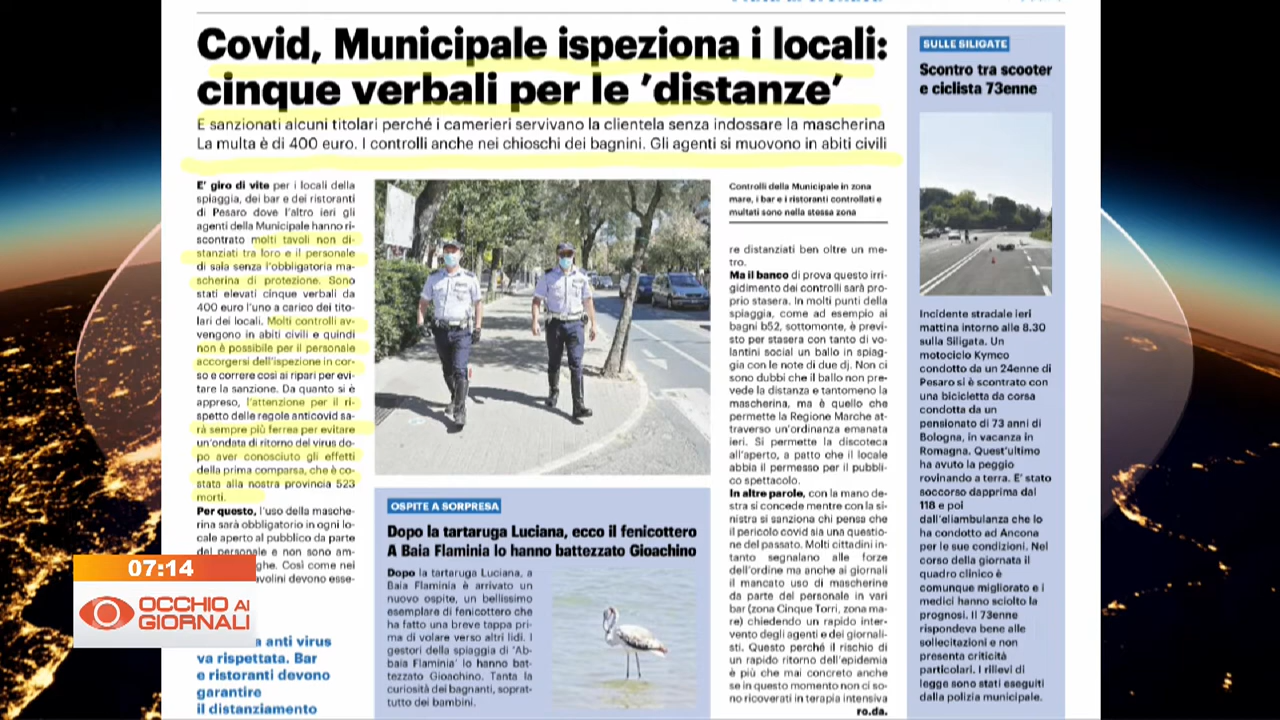 Covid, Municipale ispeziona i locali:
cinque verbali per le 'distanze'
E sanzionati alcuni titolari perché i camerieri servivano la clientela senza indossare la mascherina
La multa è di 400 euro. I controlli anche nei chioschi dei bagnini. Gli agenti si muovono in abiti civili
E' giro di vite per i locali della
spiaggia, dei bar e dei ristoranti
di Pesaro dove l'altro ieri gli
agenti della Municipale hanno ri-
scontrato molti tavoli non di-
stanziati tra loro e il personale
di sala senza l'obbligatoria ma-
scherina di protezione. Sono
stati elevati cinque verbali da
400 euro l'uno a carico dei tito-
lari dei locali. Molti controlli av-
vengono in abiti civili e quindi
non è possibile per il personale
accorgersi dell'ispezione in cor-
so e correre così ai ripari per evi-
tare la sanzione. Da quanto si è
appreso, l'attenzione per il ri-
spetto delle regole anticovid sa-
rà sempre più ferrea per evitare
un'ondata di ritorno del virus do-
po aver conosciuto gli effetti
della prima comparsa, che è co-
stata alla nostra provincia 523
morti.
Per questo, l'uso della masche-
rina sarà obbligatorio in ogni lo-
cale aperto al pubblico da parte
del personale e non sono am-
ghe. Così come nei
avolini devono esse-
07:14
OCCHIO AI
GIORNALI
a anti virus
va rispettata. Bar
e ristoranti devono
garantire
il distanziamento
OSPITE A SORPRESA
Dopo la tartaruga Luciana, ecco il fenicottero
A Baia Flaminia lo hanno battezzato Gioachino
Dopo la tartaruga Luciana, a
Baia Flaminia è arrivato un
nuovo ospite, un bellissimo
esemplare di fenicottero che
ha fatto una breve tappa pri-
ma di volare verso altri lidi. I
gestori della spiaggia di 'Ab-
baia Flaminia' lo hanno bat-
tezzato Gioachino. Tanta la
curiosità dei bagnanti, soprat-
tutto dei bambini.
Controlli della Municipale in zona
mare, i bar e i ristoranti controllati e
multati sono nella stessa zona
re distanziati ben oltre un me-
tro.
Ma il banco di prova questo irri-
gidimento dei controlli sarà pro-
prio stasera. In molti punti della
spiaggia, come ad esempio ai
bagni b52, sottomonte, è previ-
sto per stasera con tanto di vo-
lantini social un ballo in spiag-
gia con le note di due dj. Non ci
sono dubbi che il ballo non pre-
vede la distanza e tantomeno la
mascherina, ma è quello che
permette la Regione Marche at-
traverso un'ordinanza emanata
ieri. Si permette la discoteca
all'aperto, a patto che il locale
abbia il permesso per il pubbli-
co spettacolo.
In altre parole, con la mano de-
stra si concede mentre con la si-
nistra si sanziona chi pensa che
il pericolo covid sia una questio-
ne del passato. Molti cittadini in-
tanto segnalano alle forze
dell'ordine ma anche ai giornali
il mancato uso di mascherine
da parte del personale in vari
bar (zona Cinque Torri, zona ma-
re) chiedendo un rapido inter-
vento degli agenti e dei giornali-
sti. Questo perché il rischio di
un rapido ritorno dell'epidemia
è più che mai concreto anche
se in questo momento non ci so-
no ricoverati in terapia intensiva
ro.da.
SULLE SILIGATE
Scontro tra scooter
e ciclista 73enne
Incidente stradale ieri
mattina intorno alle 8.30
sulla Siligata. Un
motociclo Kymco
condotto da un 24enne di
Pesaro si è scontrato con
una bicicletta da corsa
condotta da un
pensionato di 73 anni di
Bologna, in vacanza in
Romagna. Quest'ultimo
ha avuto la peggio
rovinando a terra. E' stato
soccorso dapprima dal
118 e poi
dall'eliambulanza che lo
ha condotto ad Ancona
per le sue condizioni. Nel
corso della giornata il
quadro clinico è
comunque migliorato e i
medici hanno sciolto la
prognosi. Il 73enne
rispondeva bene alle
sollecitazioni e non
presenta criticità
particolari. I rilievi di
legge sono stati eseguiti
dalla polizia municipale.